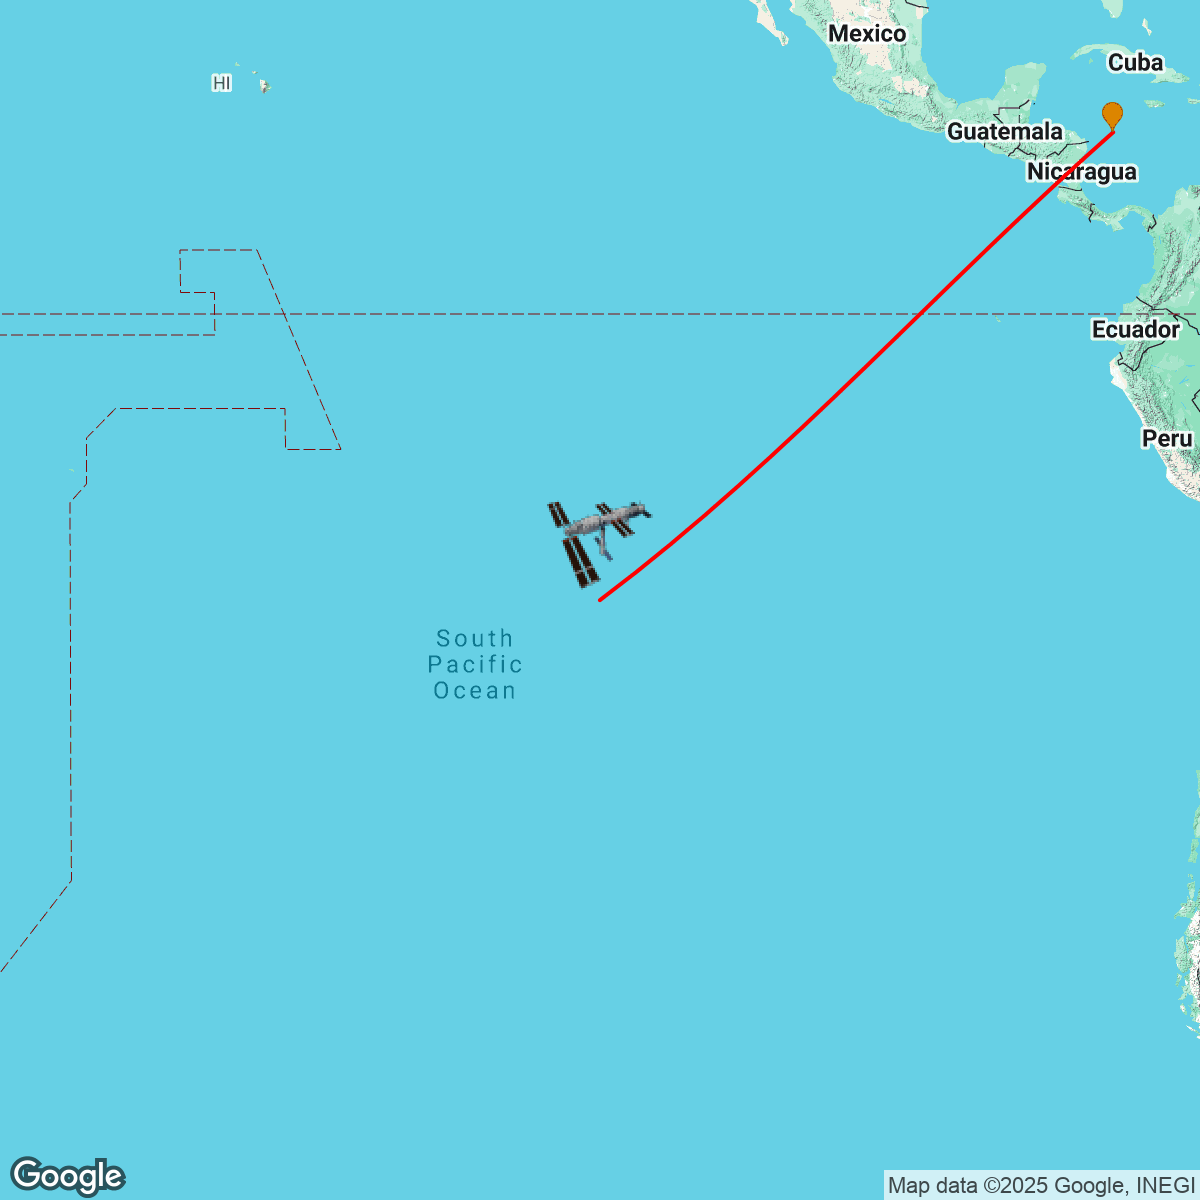 Mexico
Cuba
HI
Guatemala
Nicaragua
Ecuador
Peru
South
Pacific
Ocean
Google
Map data ©2025 Google, INEGI